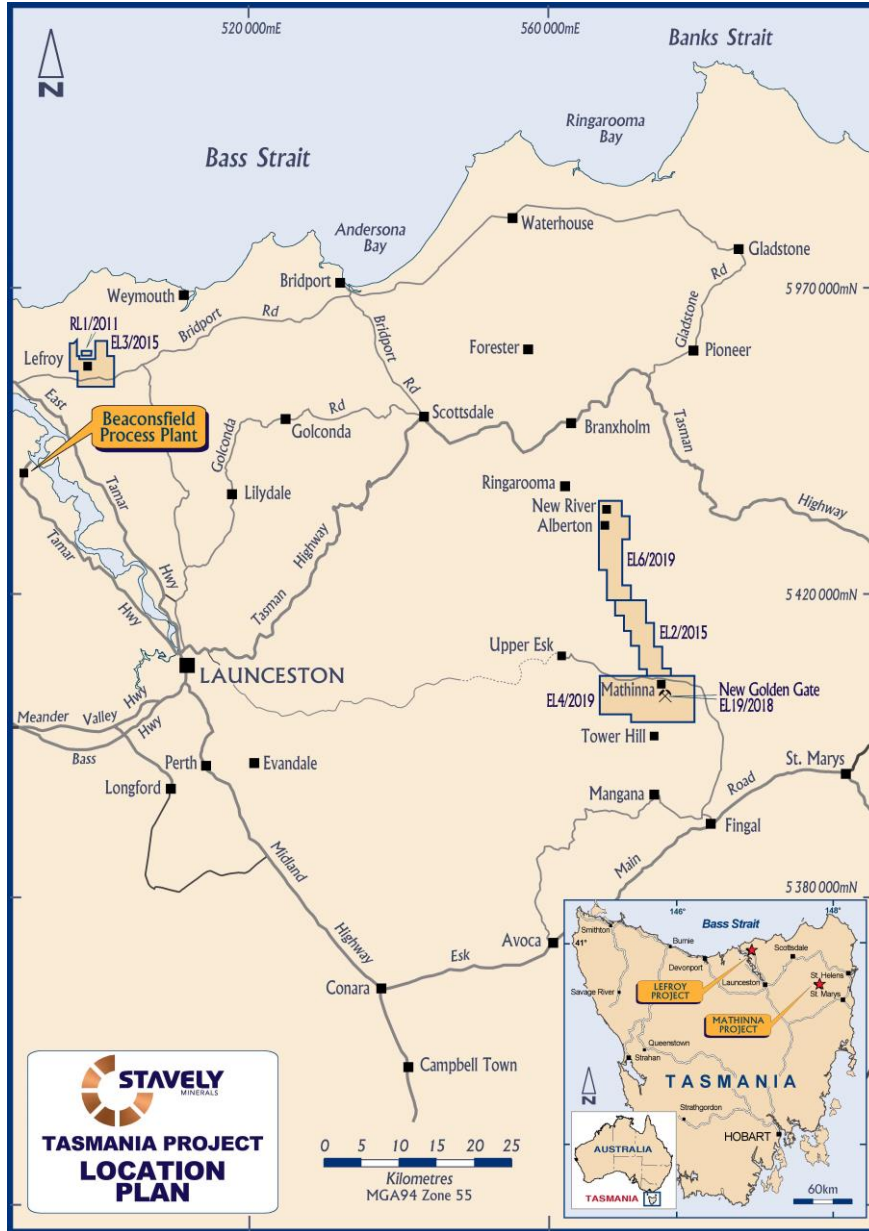 520 000mE
560 000mE
Banks Strait
N
Ringarooma
Bay
Bass Strait
Waterhouse
Andersona
Bay
Gladstone
Bridport
Weymouth
5 970 000mN
Rd
RL1/2011
EL3/2015
Bridport
Rd
Gladstone
Lefroy
Bridport
Forester
Pioneer
Rd
East
Beaconsfield
Process Plant
Rd
Scottsdale
Golconda
Branxholm
Tasman
Golconda
Tamar
Ringarooma
Lilydale
Highway
New River
Alberton
Highway
Tamar
EL6/2019
Hwy
Hwy
Tasman
5 420 000mN
EL2/2015
Upper Esk
LAUNCESTON
Mathinna
New Golden Gate
EL19/2018
EL4/2019
Hwy
Meander
Valley
Hwy
Bass
Tower Hill
Perth
Evandale
St. Marys
Road
Longford
Mangana
Fingal
Midland
Main
5 380 000mN
Highway
Avoca
Esk
Conara
Campbell Town
STAVELY
MINERALS
TASMANIA PROJECT
LOCATION
PLAN
0 5 10 15 20 25
Kilometres
MGA94 Zone 55
146°
148°
Bass Strait
Smithton
41°
Burnie
Scottsdale
Devonport
St. Helens
Launceston
LEFROY
PROJECT
Savage River
St. Marys
MATHINNA
PROJECT
Queenstown
Strahan
N
TASMANIA
Strathgordon
HOBART
AUSTRALIA
TASMANIA
60km